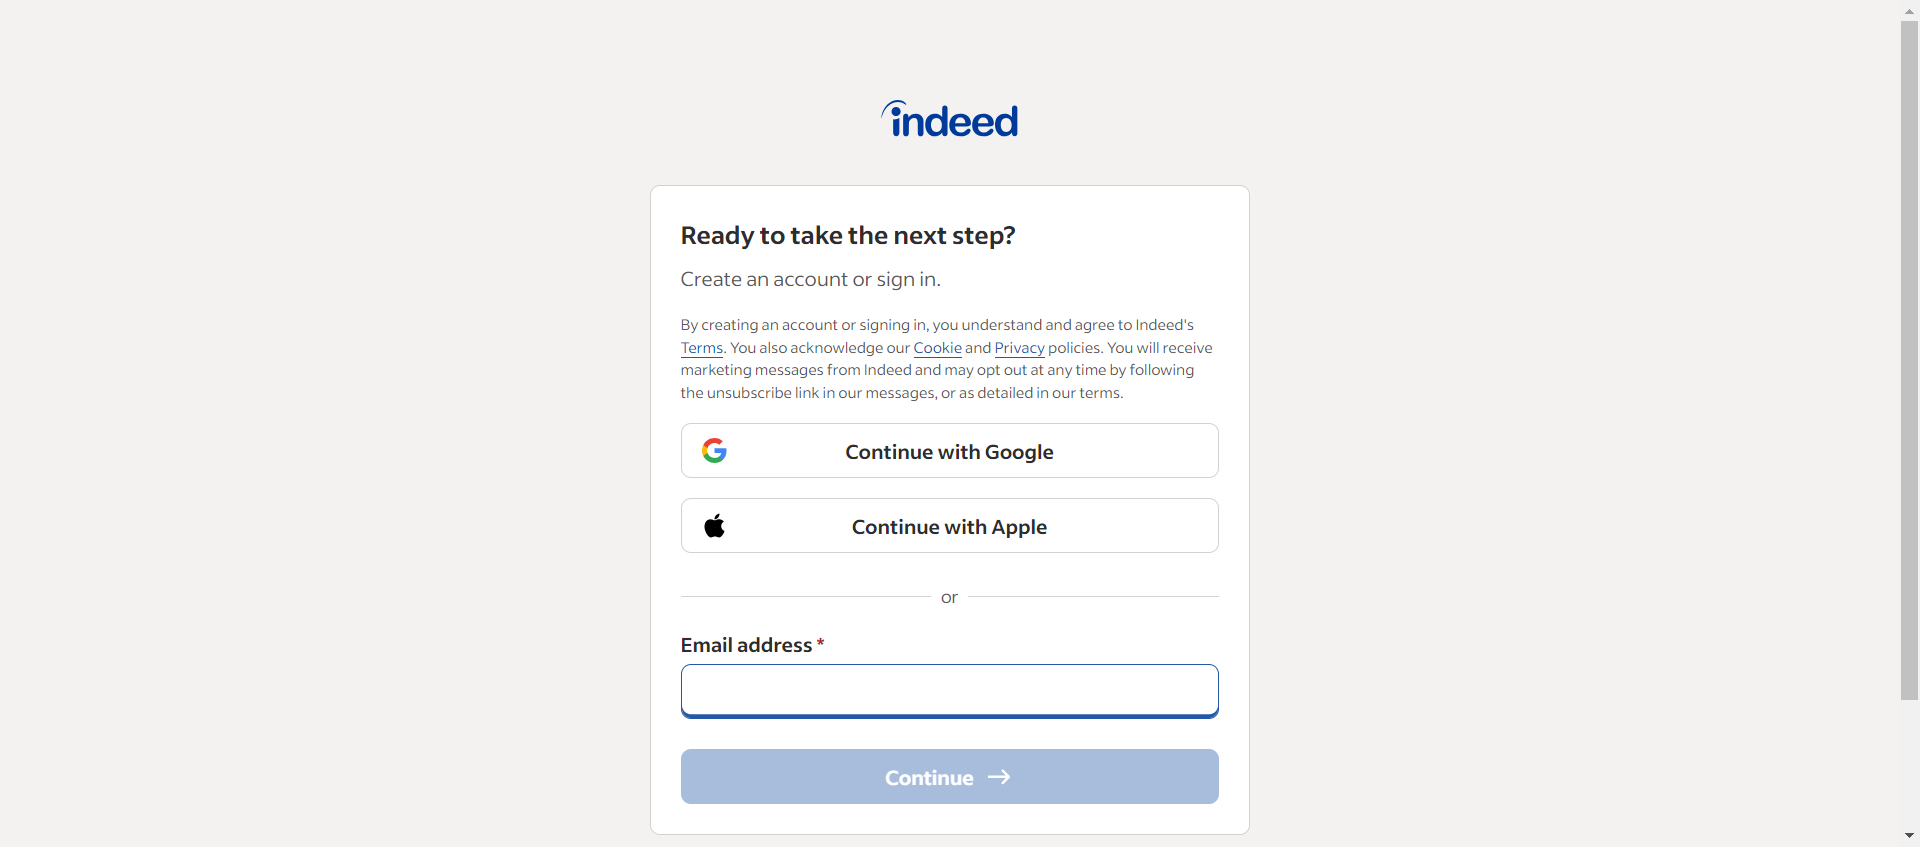 indeed
Ready to take the next step?
Create an account or sign in.
By creating an account or signing in, you understand and agree to Indeed's
Terms. You also acknowledge our Cookie and Privacy policies. You will receive
marketing messages from Indeed and may opt out at any time by following
the unsubscribe link in our messages, or as detailed in our terms.
Continue with Google
Continue with Apple
or
Email address *
Continue →